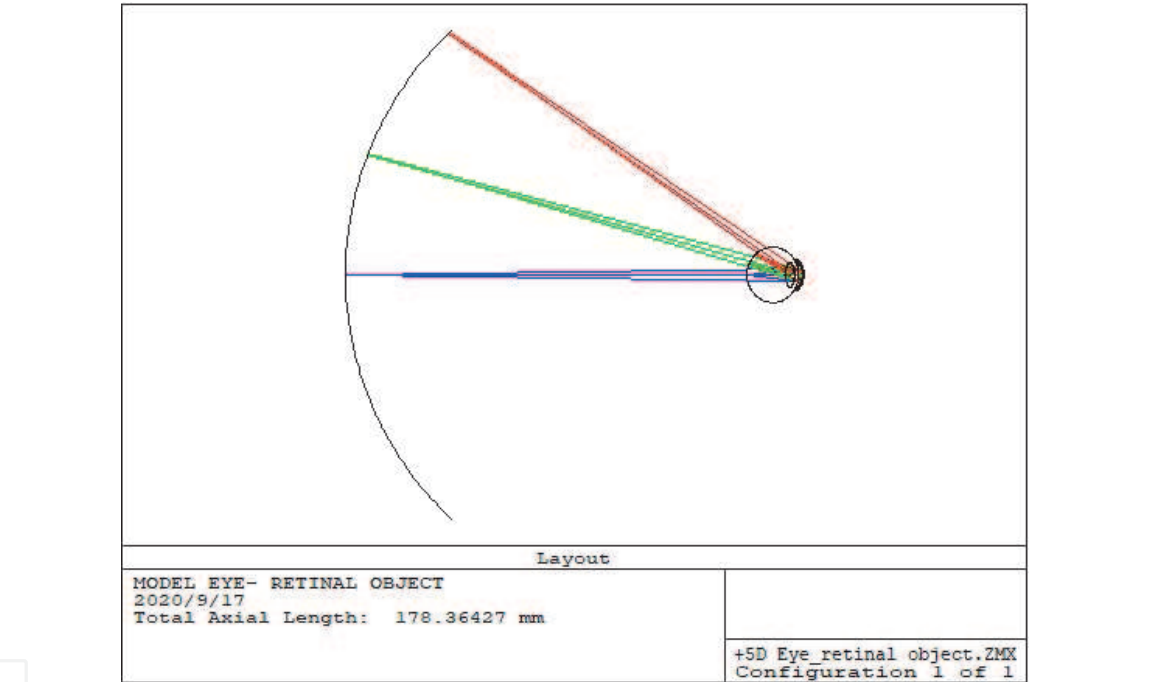 Layout
MODEL EYE- RETINAL OBJECT
2020/9/17
Total Axial Length:  178.36427 mm
+5D Eye_retinal object.ZMX
Configuration 1 of 1